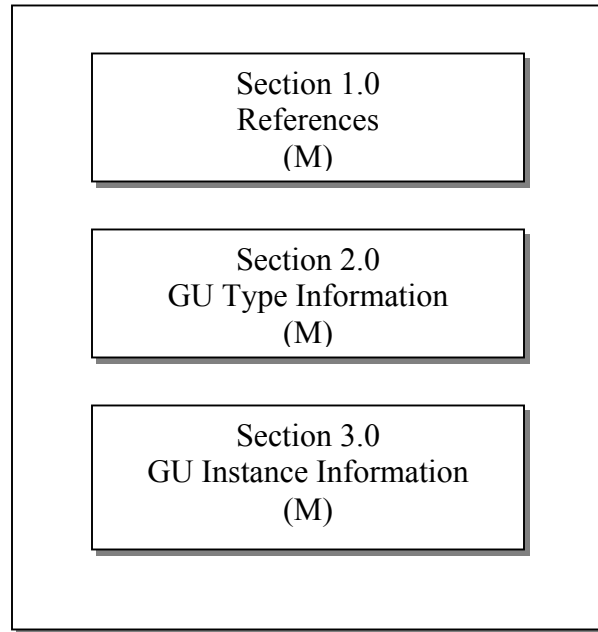 Section 1.0
References
(M)
Section 2.0
GU Type Information
(M)
Section 3.0
GU Instance Information
(M)